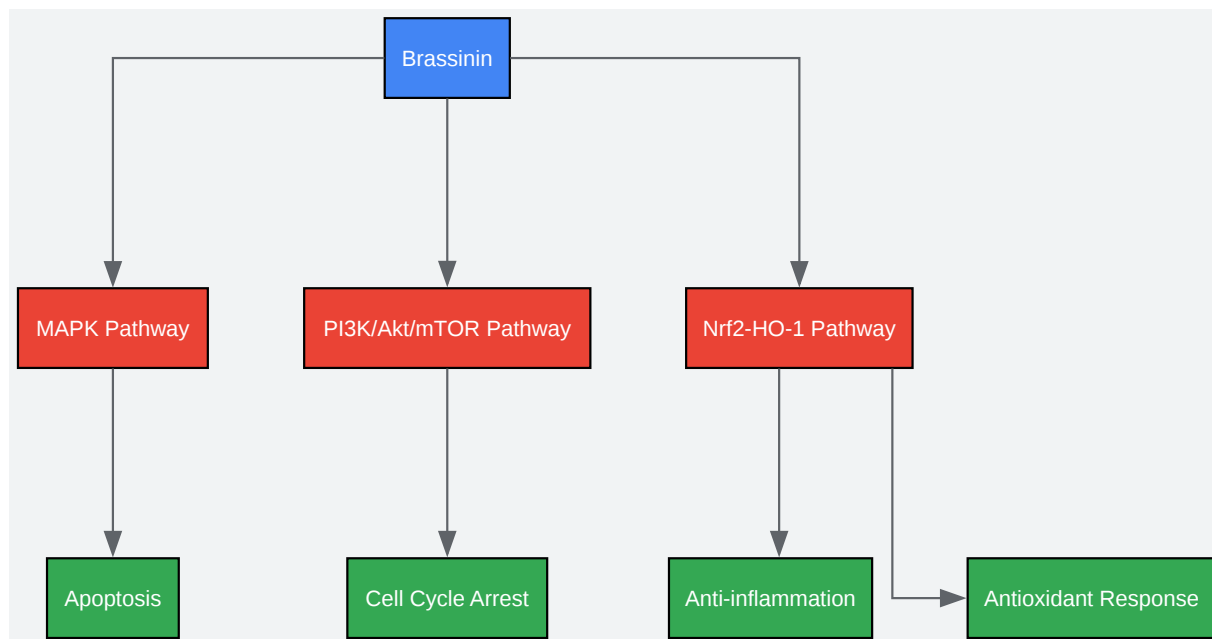 Brassinin
MAPK Pathway
PI3K/Akt/mTOR Pathway
Nrf2-HO-1 Pathway
Apoptosis
Cell Cycle Arrest
Anti-inflammation
Antioxidant Response